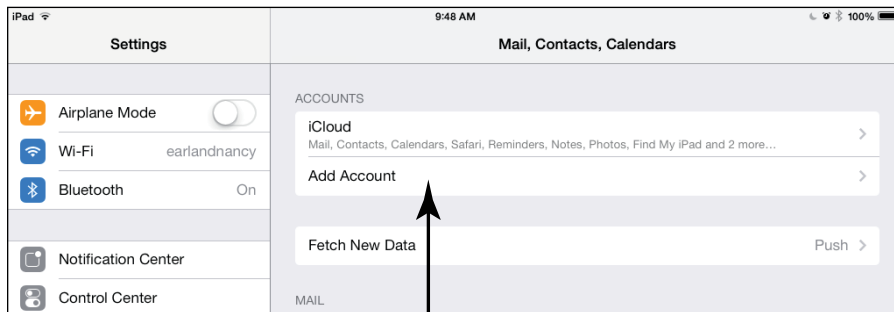 iPad 9:48 AM 100%
Settings
Mail, Contacts, Calendars
Airplane Mode
Wi-Fi earlandnancy
Bluetooth On
Notification Center
Control Center
ACCOUNTS
iCloud
Mail, Contacts, Calendars, Safari, Reminders, Notes, Photos, Find My iPad and 2 more...
Add Account
Fetch New Data Push
MAIL